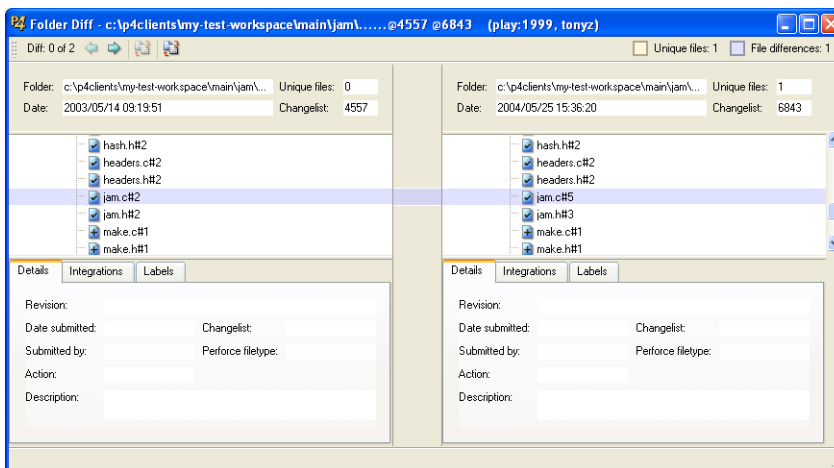 P4 Folder Diff - c:\p4clients\my-test-workspace\main\jam\......@4557 @6843 (play:1999, tonyz)
Diff: 0 of 2
Unique files: 1
File differences: 1
Folder: c:\p4clients\my-test-workspace\main\jam\... Unique files: 0
Date: 2003/05/14 09:19:51 Changelist: 4557
hash.h#2
headers.c#2
headers.h#2
jam.c#2
jam.h#2
make.c#1
make.h#1
Details Integrations Labels
Revision:
Date submitted: Changelist:
Submitted by: Perforce filetype:
Action:
Description:
Folder: c:\p4clients\my-test-workspace\main\jam\... Unique files: 1
Date: 2004/05/25 15:36:20 Changelist: 6843
hash.h#2
headers.c#2
headers.h#2
jam.c#5
jam.h#3
make.c#1
make.h#1
Details Integrations Labels
Revision:
Date submitted: Changelist:
Submitted by: Perforce filetype:
Action:
Description: